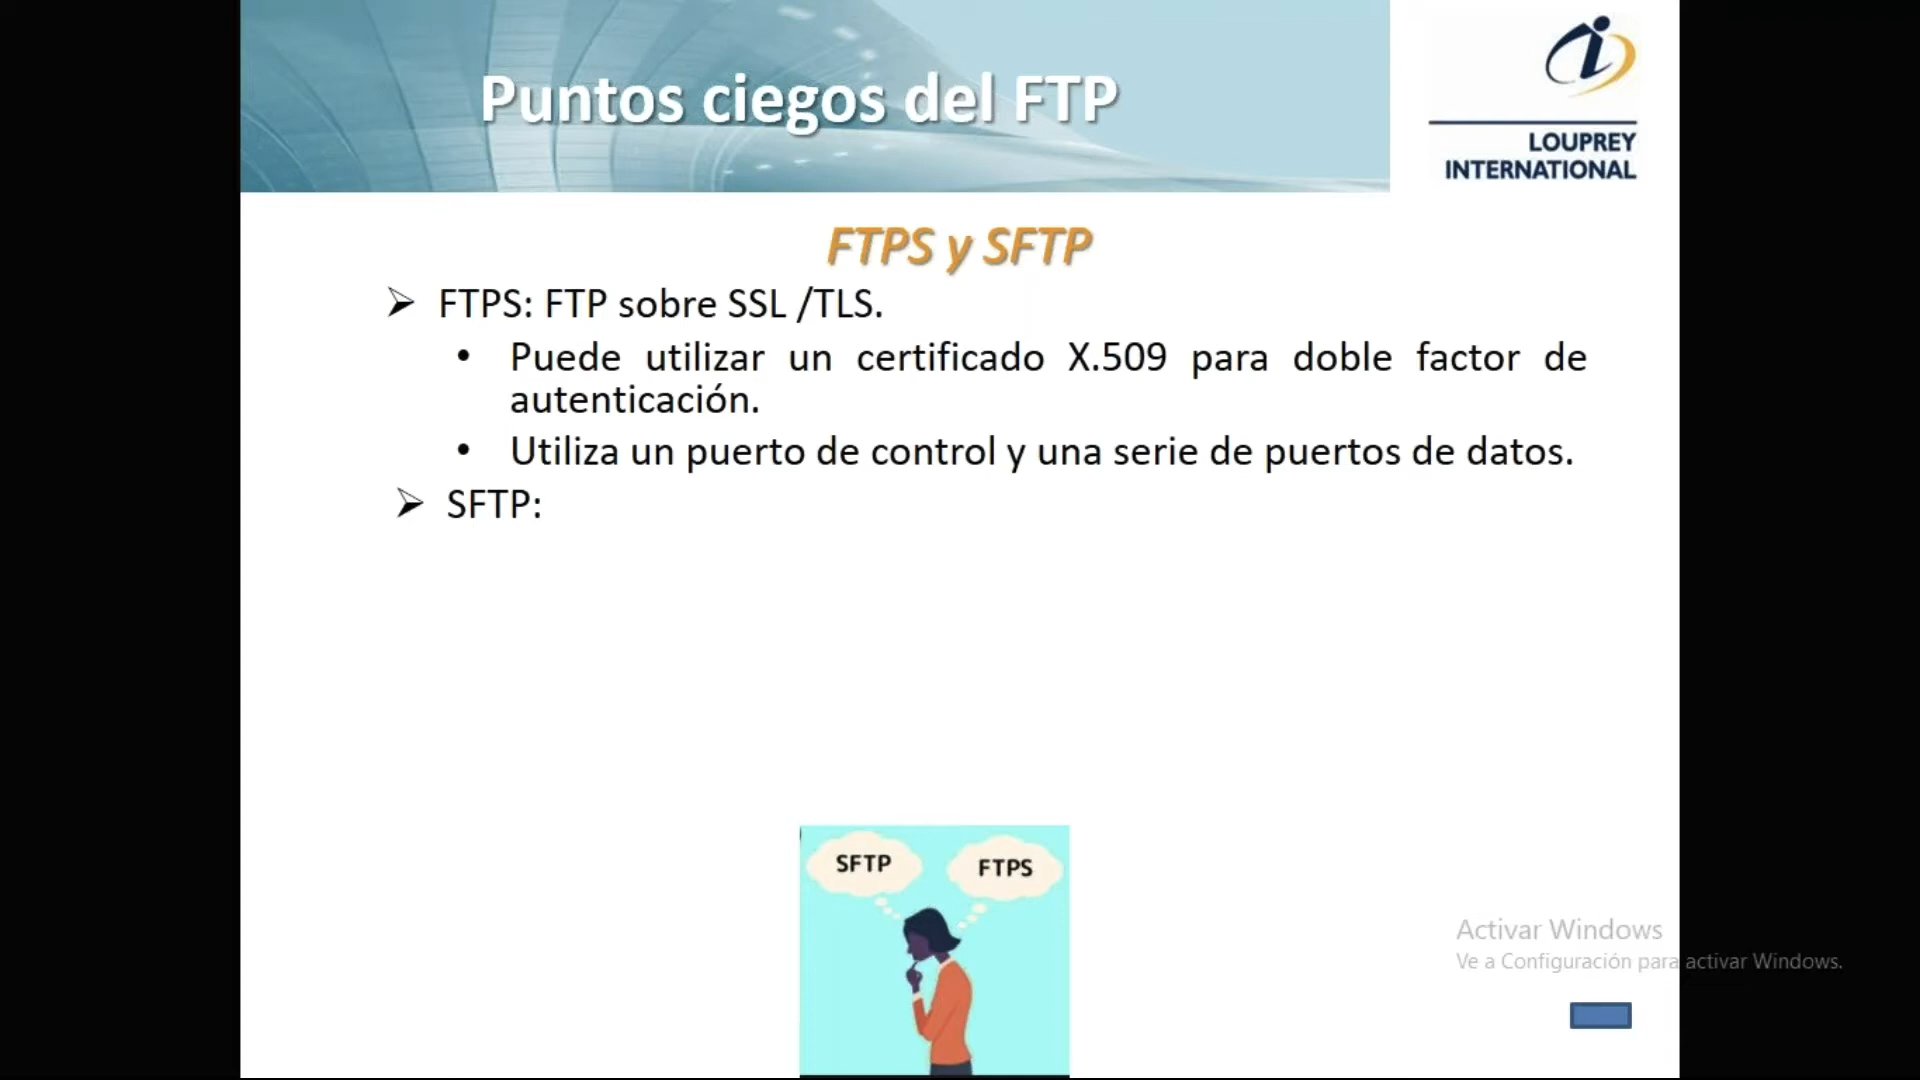 Puntos ciegos del FTP
LOUPREY
INTERNATIONAL
FTPS y SFTP
➢ FTPS: FTP sobre SSL /TLS.
• Puede utilizar un certificado X.509 para doble factor de
autenticación.
• Utiliza un puerto de control y una serie de puertos de datos.
➢ SFTP:
SFTP
FTPS
Activar Windows
Ve a Configuración para activar Windows.